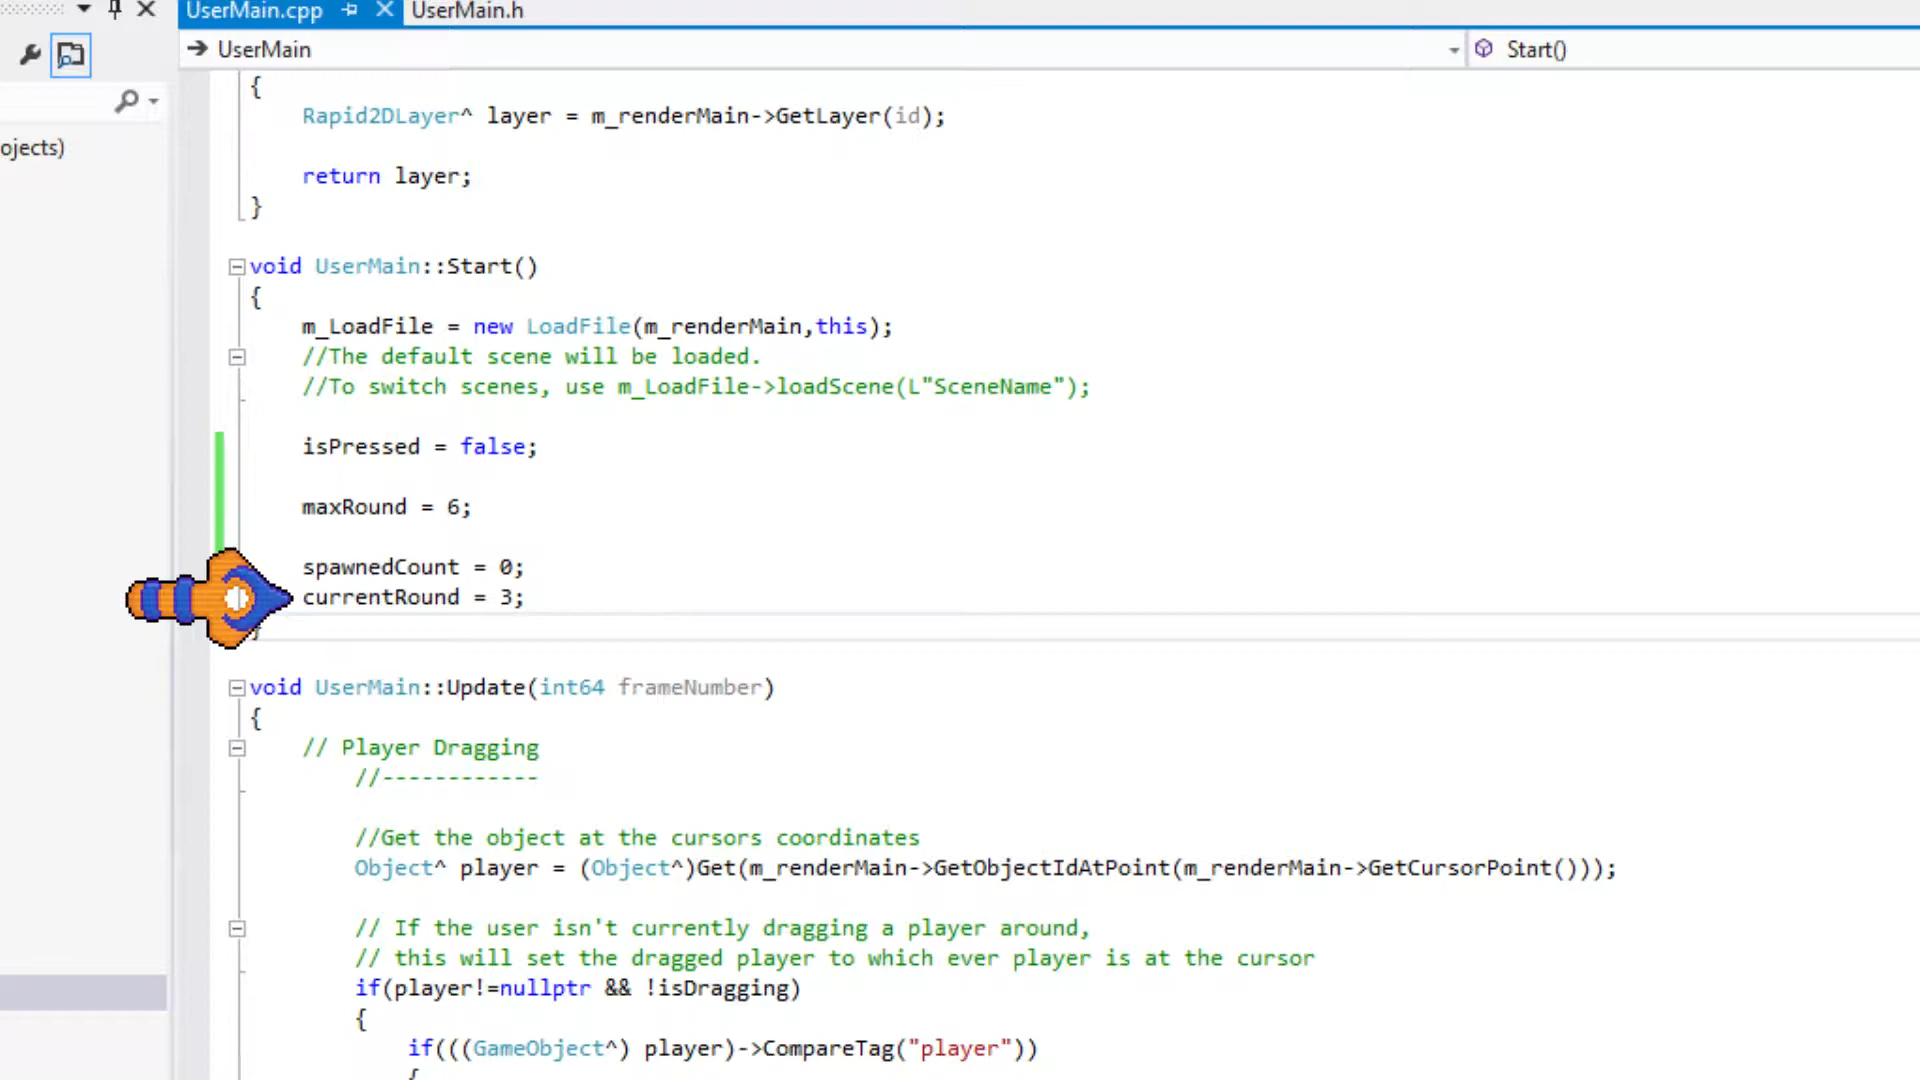 UserMain.cpp
UserMain.h
UserMain
Start()
ojects)
{
Rapid2DLayer^ layer = m_renderMain->GetLayer(id);
return layer;
}
void UserMain::Start()
{
m_LoadFile = new LoadFile(m_renderMain,this);
//The default scene will be loaded.
//To switch scenes, use m_LoadFile->loadScene(L"SceneName");
isPressed = false;
maxRound = 6;
spawnedCount = 0;
currentRound = 3;
void UserMain::Update(int64 frameNumber)
{
// Player Dragging
//------------
//Get the object at the cursors coordinates
Object^ player = (Object^)Get(m_renderMain->GetObjectIdAtPoint(m_renderMain->GetCursorPoint()));
// If the user isn't currently dragging a player around,
// this will set the dragged player to which ever player is at the cursor
if(player!=nullptr && !isDragging)
{
if(((GameObject^) player)->CompareTag("player"))
{